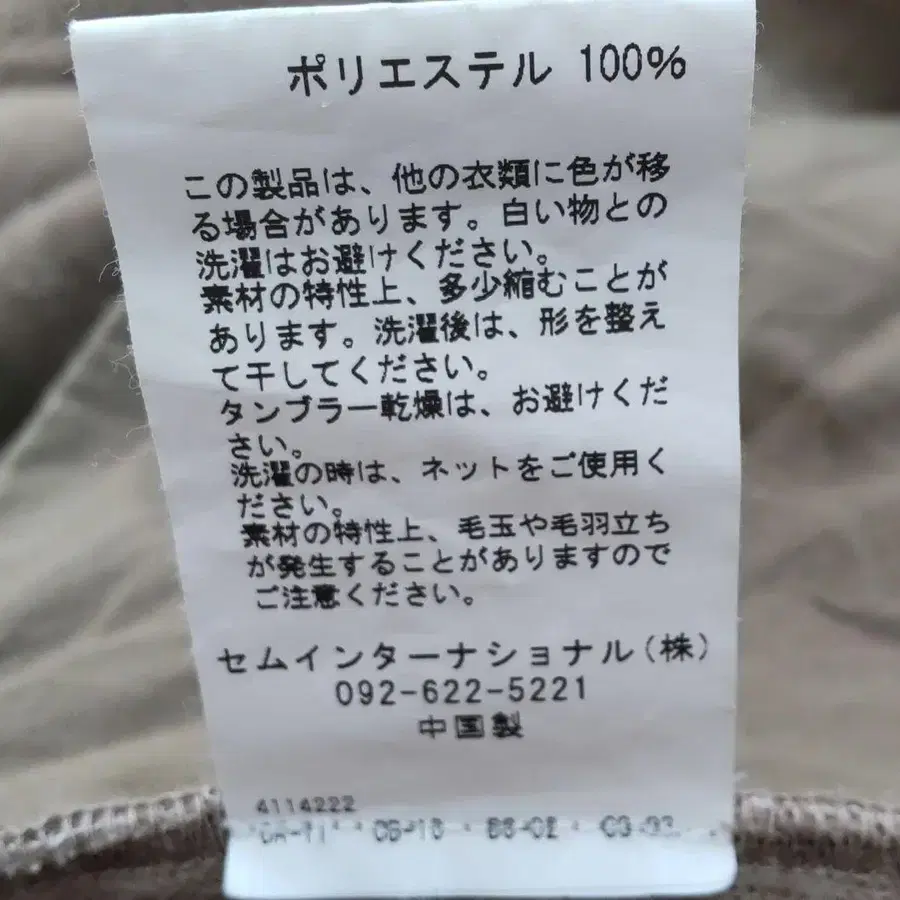 ポリエステル 100%
この製品は、他の衣類に色が移
る場合があります。白い物との
洗濯はお避けください。
素材の特性上、多少縮むことが
あります。洗濯後は、形を整え
て干してください。
タンブラー乾燥は、お避けくだ
さい。
洗濯の時は、ネットをご使用く
ださい。
素材の特性上、毛玉や毛羽立ち
が発生することがありますので
ご注意ください。
セムインターナショナル(株)
092-622-5221
中国製
4114222